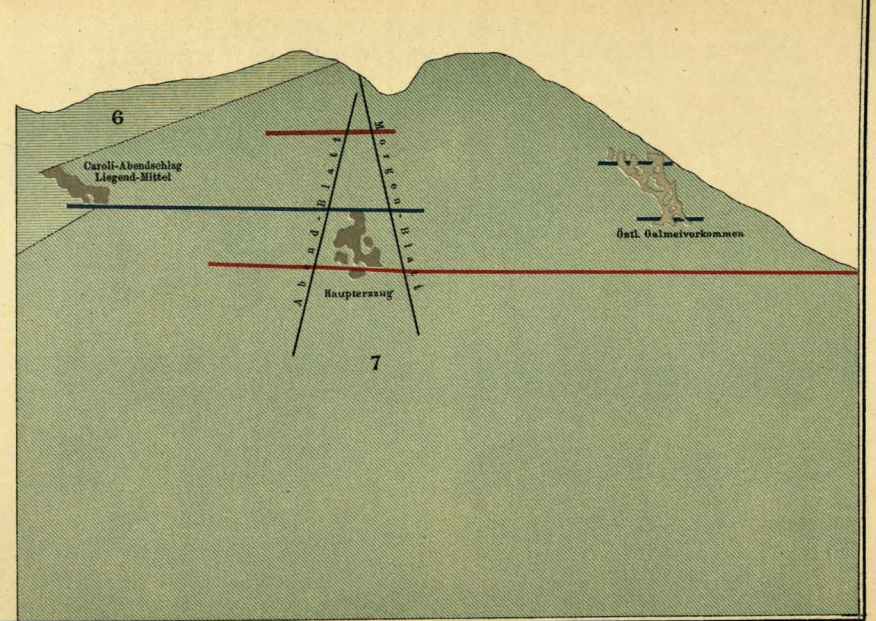 6
Caroli-Abendschlag
Liegend-Mittel
Abend-Blatt
Morgen-Blatt
Östl. Galmeivorkommen
Haupterzzug
7